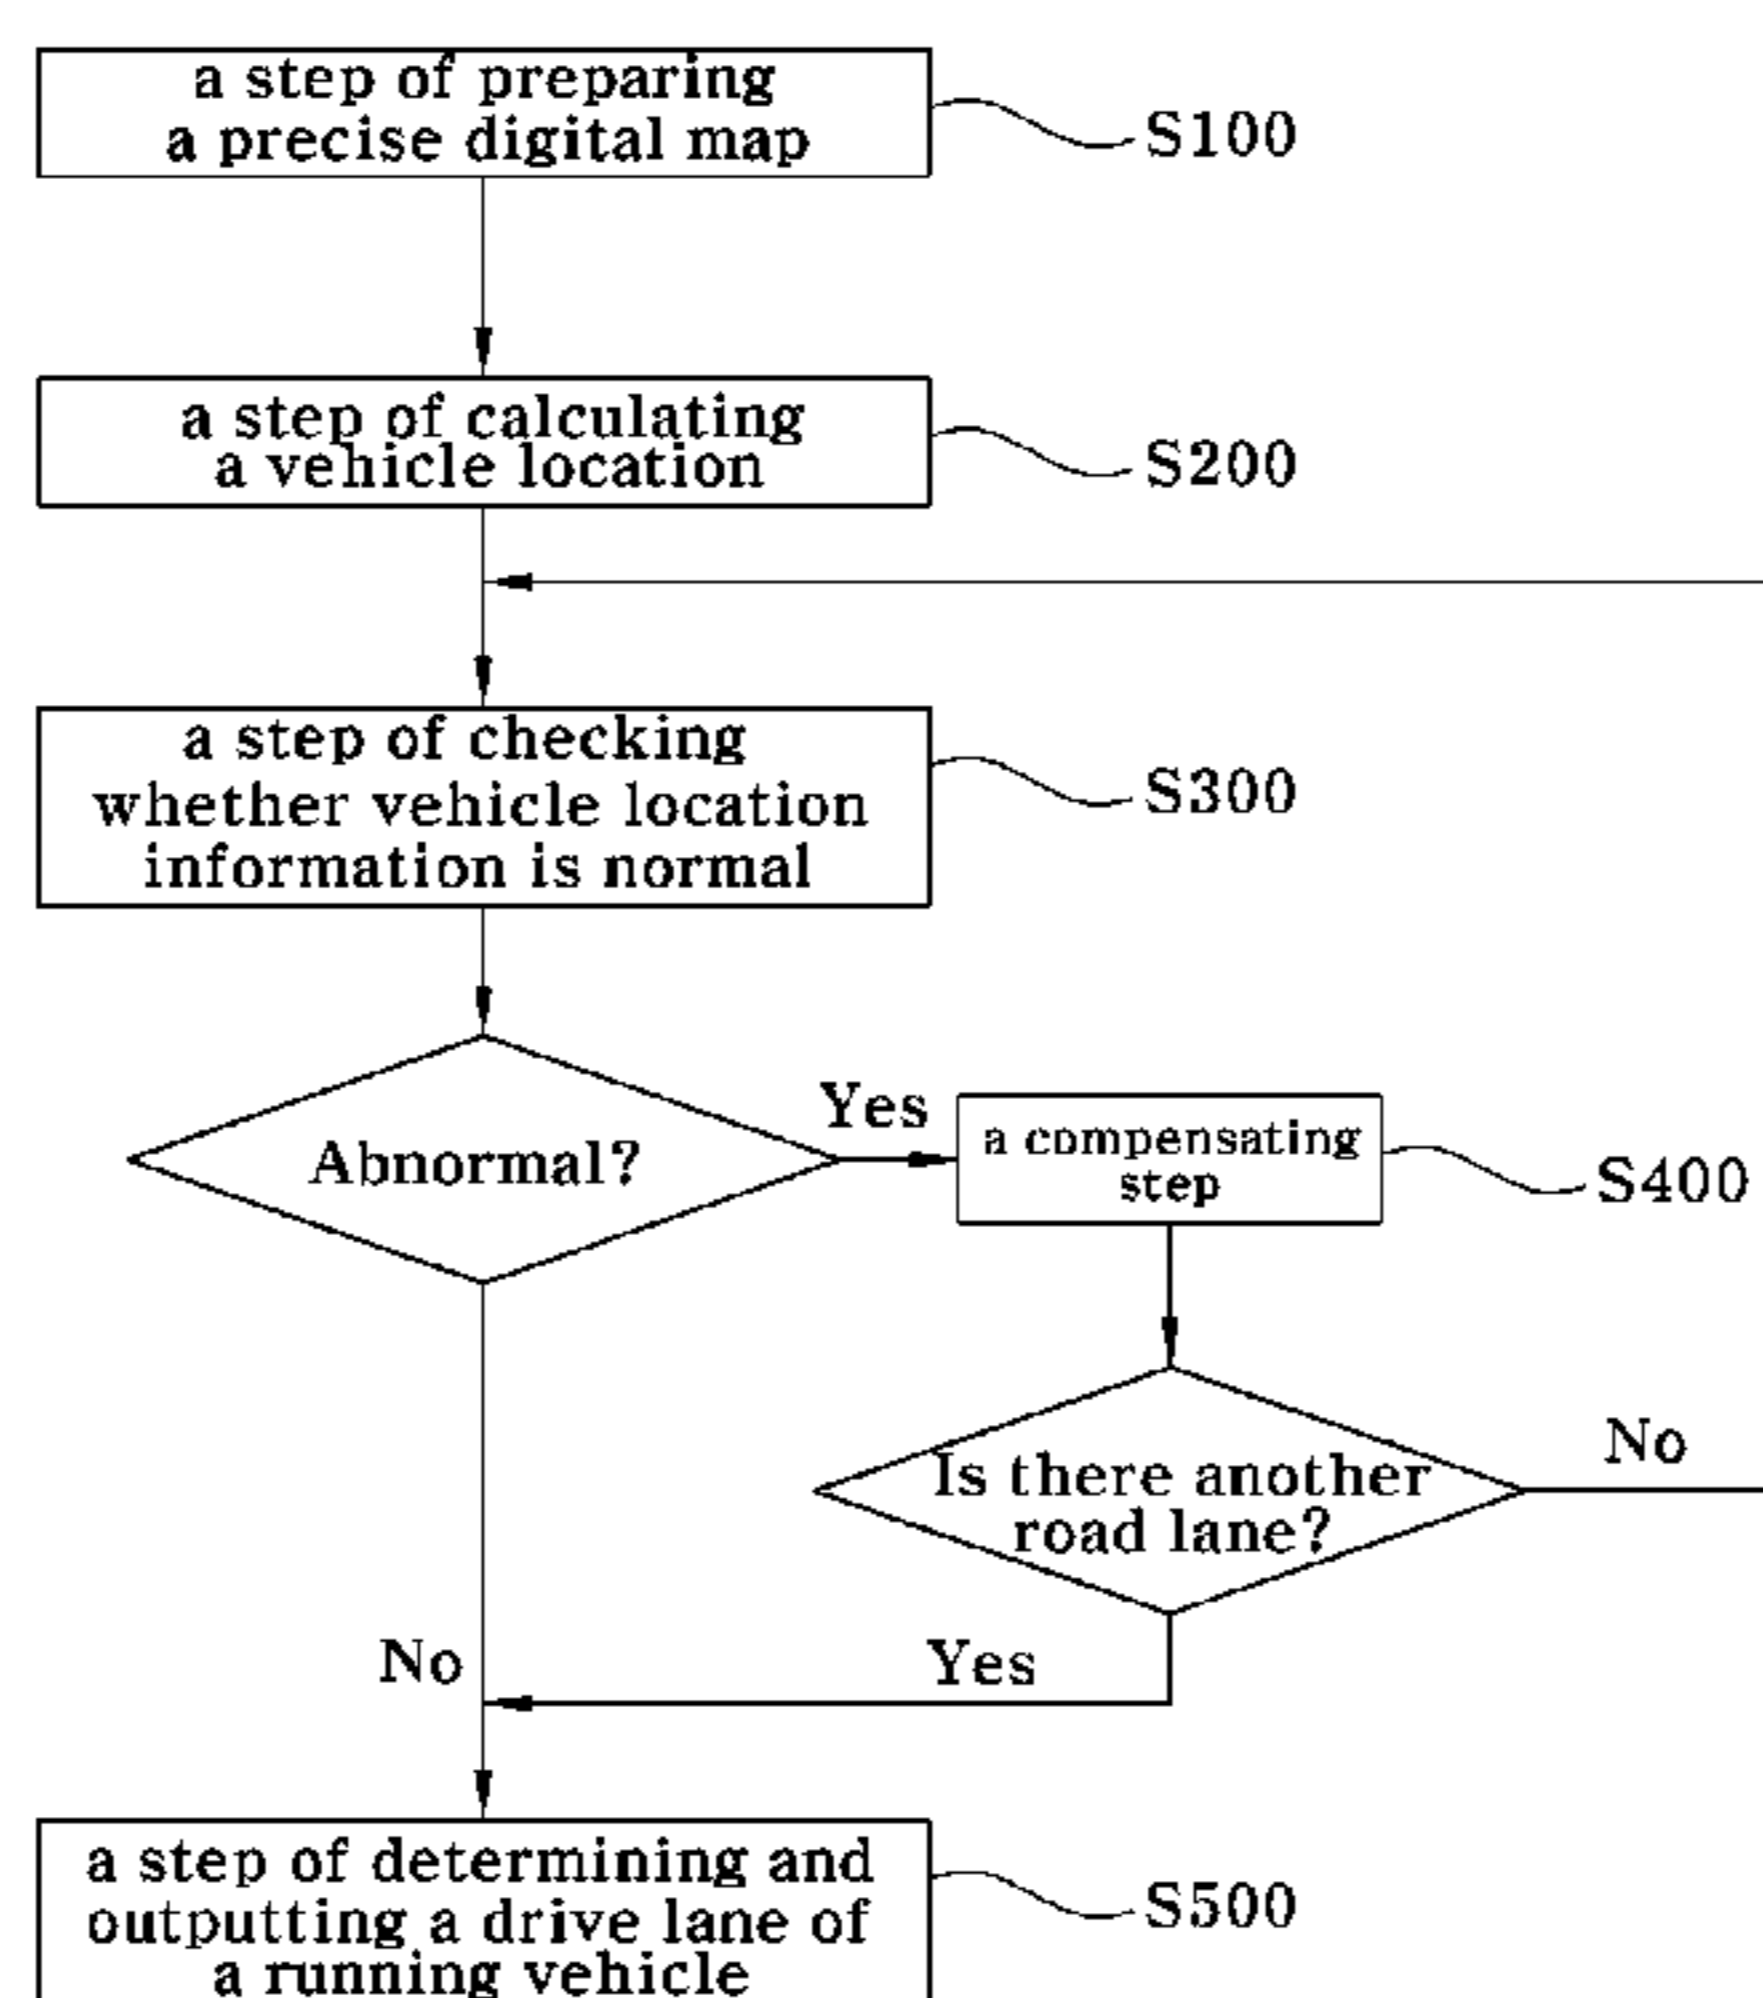 a step of preparing
a precise digital map
S100
a step of calculating
a vehicle location
S200
a step of checking
whether vehicle location
information is normal
S300
Abnormal?
Yes
a compensating
step
S400
Is there another
road lane?
No
No
Yes
a step of determining and
outputting a drive lane of
a running vehicle
S500